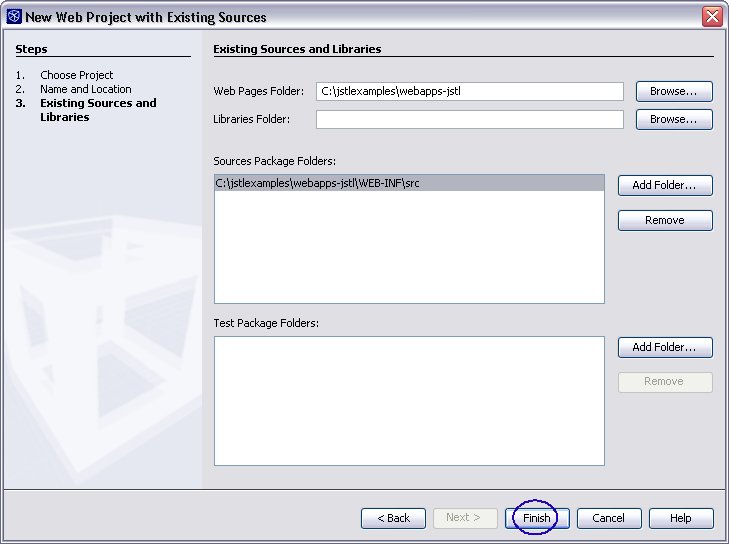 New Web Project with Existing Sources
Steps
1. Choose Project
2. Name and Location
3. Existing Sources and
Libraries
Existing Sources and Libraries
Web Pages Folder: C:\jstlexamples\webapps-jstl Browse...
Libraries Folder: Browse...
Sources Package Folders:
C:\jstlexamples\webapps-jstl\WEB-INF\src
Add Folder...
Remove
Test Package Folders:
Add Folder...
Remove
< Back Next > Finish Cancel Help